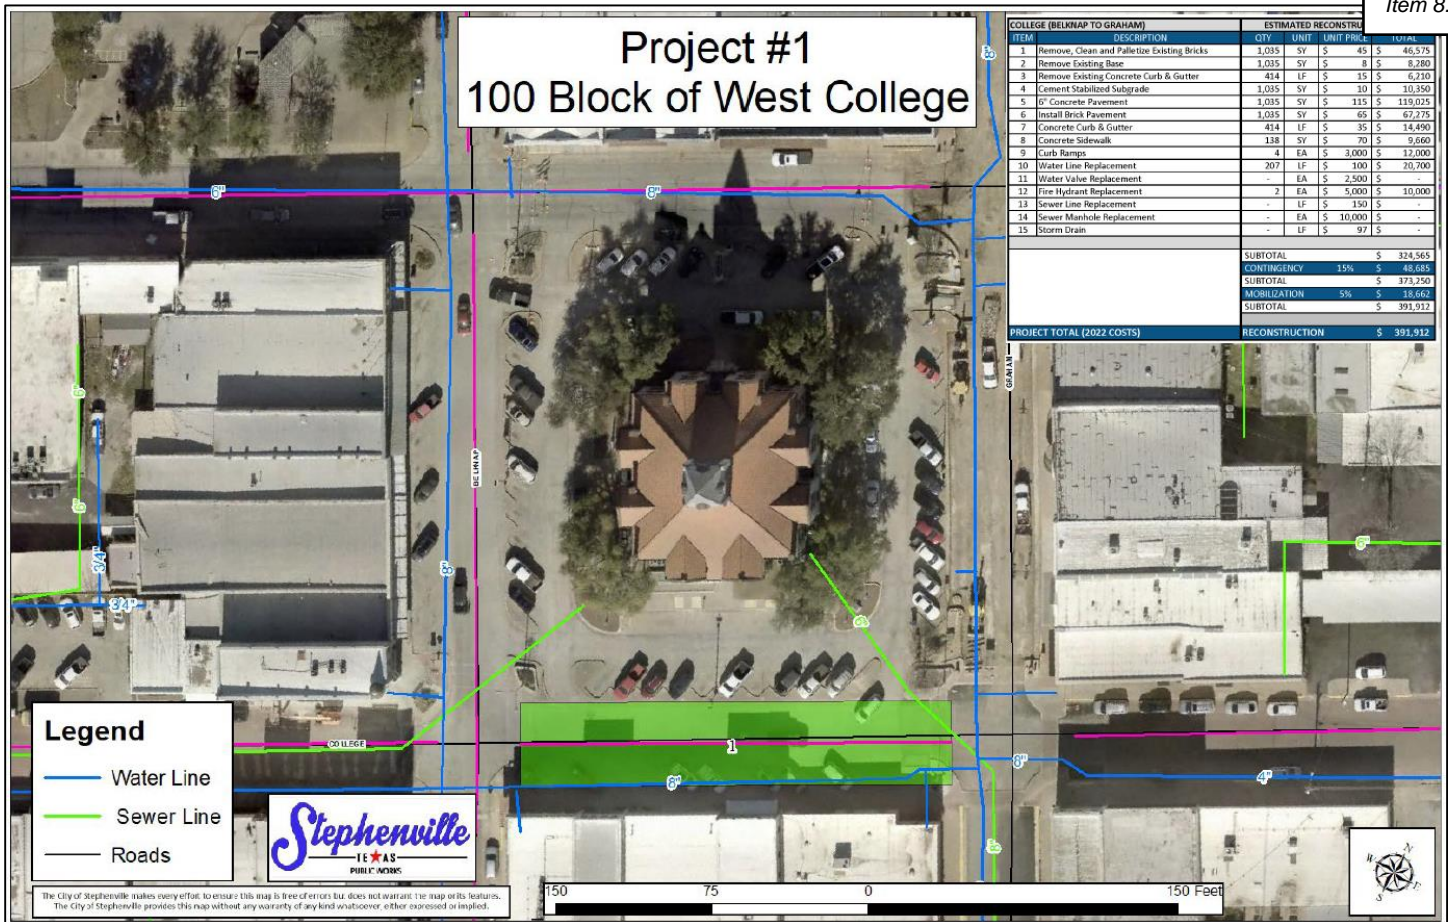 Item 8.
Project #1
100 Block of West College
COLLEGE (BELKNAP TO GRAHAM) ESTIMATED RECONSTRU
ITEM DESCRIPTION QTY UNIT UNIT PRICE TOTAL
1 Remove, Clean and Palletize Existing Bricks 1,035 SY $ 45 $ 46,575
2 Remove Existing Base 1,035 SY $ 8 $ 8,280
3 Remove Existing Concrete Curb & Gutter 414 LF $ 15 $ 6,210
4 Cement Stabilized Subgrade 1,035 SY $ 10 $ 10,350
5 6" Concrete Pavement 1,035 SY $ 115 $ 119,025
6 Install Brick Pavement 1,035 SY $ 65 $ 67,275
7 Concrete Curb & Gutter 414 LF $ 35 $ 14,490
8 Concrete Sidewalk 138 SY $ 70 $ 9,660
9 Curb Ramps 4 EA $ 3,000 $ 12,000
10 Water Line Replacement 207 LF $ 100 $ 20,700
11 Water Valve Replacement - EA $ 2,500 $ -
12 Fire Hydrant Replacement 2 EA $ 5,000 $ 10,000
13 Sewer Line Replacement - LF $ 150 $ -
14 Sewer Manhole Replacement - EA $ 10,000 $ -
15 Storm Drain - LF $ 97 $ -
SUBTOTAL $ 324,565
CONTINGENCY 15% $ 48,685
SUBTOTAL $ 373,250
MOBILIZATION 5% $ 18,662
SUBTOTAL $ 391,912
PROJECT TOTAL (2022 COSTS) RECONSTRUCTION $ 391,912
8"
6"
8"
GRAHAM
6"
BELKNAP
6"
3/4"
8"
6"
3/4"
COLLEGE
1
8"
8"
4"
8"
Legend
Water Line
Sewer Line
Roads
Stephenville
TEXAS
PUBLIC WORKS
N
W
E
S
The City of Stephenville makes every effort to ensure this map is free of errors but does not warrant the map or its features.
The City of Stephenville provides this map without any warranty of any kind whatsoever, either expressed or implied.
150 75 0 150 Feet